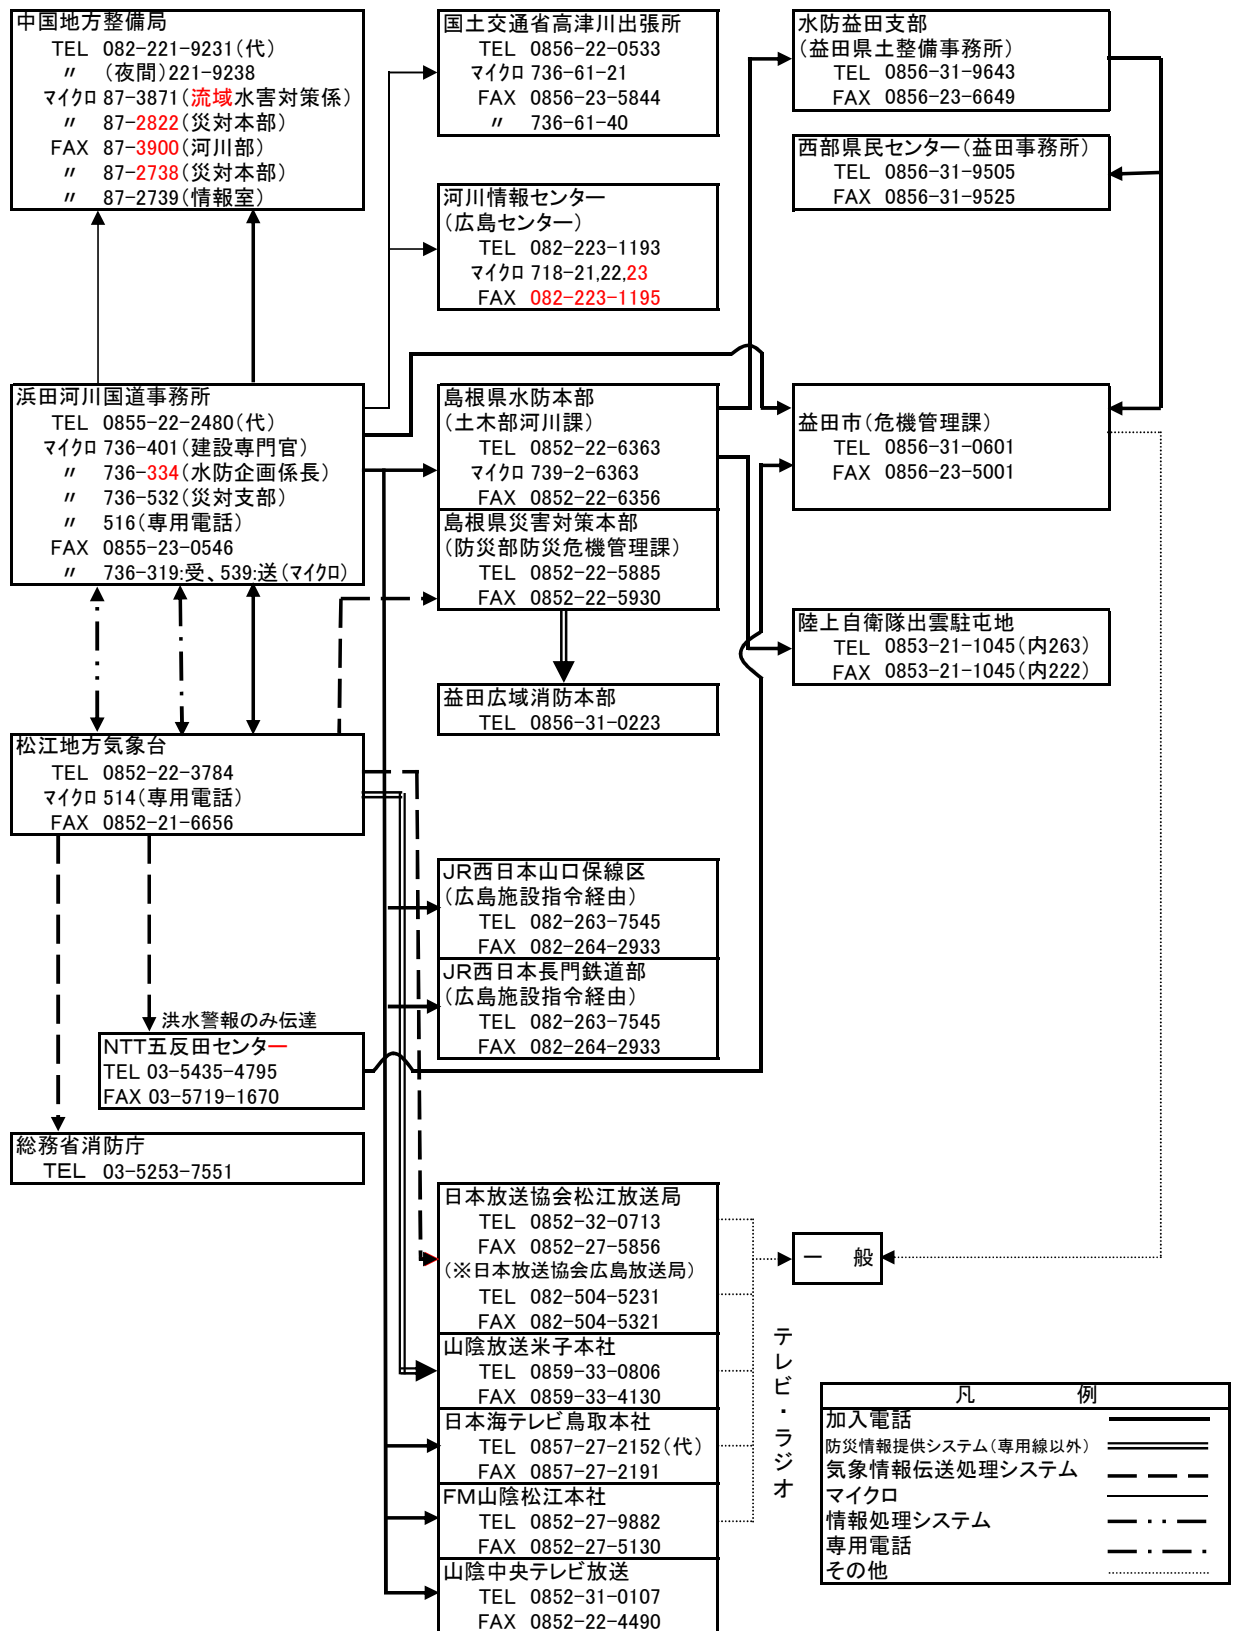 中国地方整備局
TEL 082-221-9231(代)
〃 (夜間)221-9238
マイクロ 87-3871(流域水害対策係)
〃 87-2822(災対本部)
FAX 87-3900(河川部)
〃 87-2738(災対本部)
〃 87-2739(情報室)
国土交通省高津川出張所
TEL 0856-22-0533
マイクロ 736-61-21
FAX 0856-23-5844
〃 736-61-40
水防益田支部
(益田県土整備事務所)
TEL 0856-31-9643
FAX 0856-23-6649
西部県民センター(益田事務所)
TEL 0856-31-9505
FAX 0856-31-9525
河川情報センター
(広島センター)
TEL 082-223-1193
マイクロ 718-21,22,23
FAX 082-223-1195
浜田河川国道事務所
TEL 0855-22-2480(代)
マイクロ 736-401(建設専門官)
〃 736-334(水防企画係長)
〃 736-532(災対支部)
〃 516(専用電話)
FAX 0855-23-0546
〃 736-319:受、539:送(マイクロ)
島根県水防本部
(土木部河川課)
TEL 0852-22-6363
マイクロ 739-2-6363
FAX 0852-22-6356
島根県災害対策本部
(防災部防災危機管理課)
TEL 0852-22-5885
FAX 0852-22-5930
益田市(危機管理課)
TEL 0856-31-0601
FAX 0856-23-5001
陸上自衛隊出雲駐屯地
TEL 0853-21-1045(内263)
FAX 0853-21-1045(内222)
益田広域消防本部
TEL 0856-31-0223
松江地方気象台
TEL 0852-22-3784
マイクロ 514(専用電話)
FAX 0852-21-6656
JR西日本山口保線区
(広島施設指令経由)
TEL 082-263-7545
FAX 082-264-2933
JR西日本長門鉄道部
(広島施設指令経由)
TEL 082-263-7545
FAX 082-264-2933
洪水警報のみ伝達
NTT五反田センター
TEL 03-5435-4795
FAX 03-5719-1670
総務省消防庁
TEL 03-5253-7551
日本放送協会松江放送局
TEL 0852-32-0713
FAX 0852-27-5856
(※日本放送協会広島放送局)
TEL 082-504-5231
FAX 082-504-5321
山陰放送米子本社
TEL 0859-33-0806
FAX 0859-33-4130
日本海テレビ鳥取本社
TEL 0857-27-2152(代)
FAX 0857-27-2191
FM山陰松江本社
TEL 0852-27-9882
FAX 0852-27-5130
山陰中央テレビ放送
TEL 0852-31-0107
FAX 0852-22-4490
一 般
テレビ・ラジオ
凡 例
加入電話
防災情報提供システム(専用線以外)
気象情報伝送処理システム
マイクロ
情報処理システム
専用電話
その他